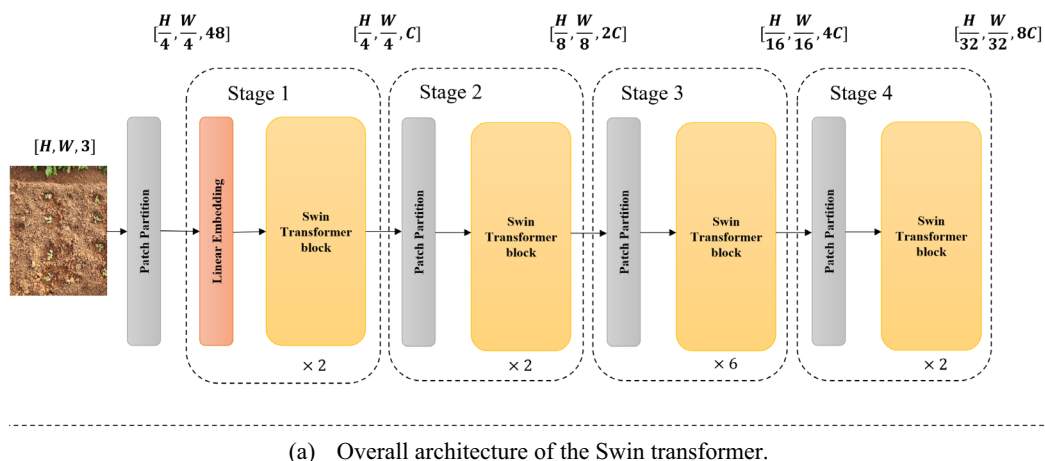 [H/4, W/4, 48]
[H/4, W/4, C]
[H/8, W/8, 2C]
[H/16, W/16, 4C]
[H/32, W/32, 8C]
Stage 1
Stage 2
Stage 3
Stage 4
[H, W, 3]
Patch Partition
Linear Embedding
Swin
Transformer
block
× 2
Patch Partition
Swin
Transformer
block
× 2
Patch Partition
Swin
Transformer
block
× 6
Patch Partition
Swin
Transformer
block
× 2
(a) Overall architecture of the Swin transformer.